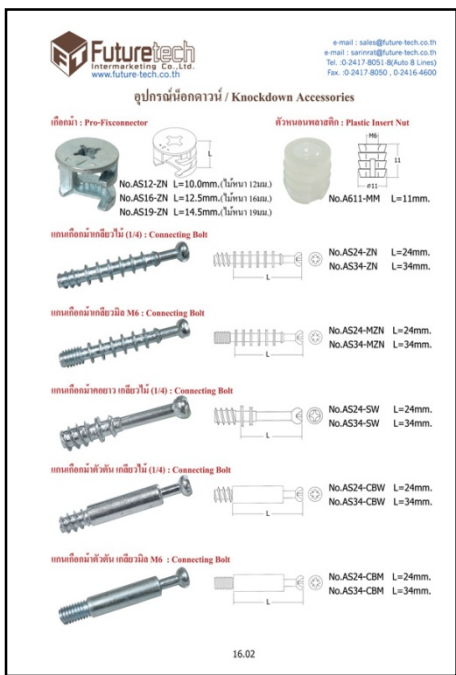 Futuretech
Intermarketing Co.,Ltd.
www.future-tech.co.th
e-mail : sales@future-tech.co.th
e-mail : sarinrat@future-tech.co.th
Tel. :0-2417-8051-8(Auto 8 Lines)
Fax. :0-2417-8050 , 0-2416-4600
อุปกรณ์น็อกดาวน์ / Knockdown Accessories
เกือกม้า : Pro-Fixconnector
L
No.AS12-ZN L=10.0mm.(ไม้หนา 12มม.)
No.AS16-ZN L=12.5mm.(ไม้หนา 16มม.)
No.AS19-ZN L=14.5mm.(ไม้หนา 19มม.)
ตัวหนอนพลาสติก : Plastic Insert Nut
M6
11
ø11
No.A611-MM L=11mm.
แกนเกือกม้าเกลียวไม้ (1/4) : Connecting Bolt
L
No.AS24-ZN L=24mm.
No.AS34-ZN L=34mm.
แกนเกือกม้าเกลียวมิล M6 : Connecting Bolt
L
No.AS24-MZN L=24mm.
No.AS34-MZN L=34mm.
แกนเกือกม้าคอยาว เกลียวไม้ (1/4) : Connecting Bolt
L
No.AS24-SW L=24mm.
No.AS34-SW L=34mm.
แกนเกือกม้าตัวตัน เกลียวไม้ (1/4) : Connecting Bolt
L
No.AS24-CBW L=24mm.
No.AS34-CBW L=34mm.
แกนเกือกม้าตัวตัน เกลียวมิล M6 : Connecting Bolt
L
No.AS24-CBM L=24mm.
No.AS34-CBM L=34mm.
16.02